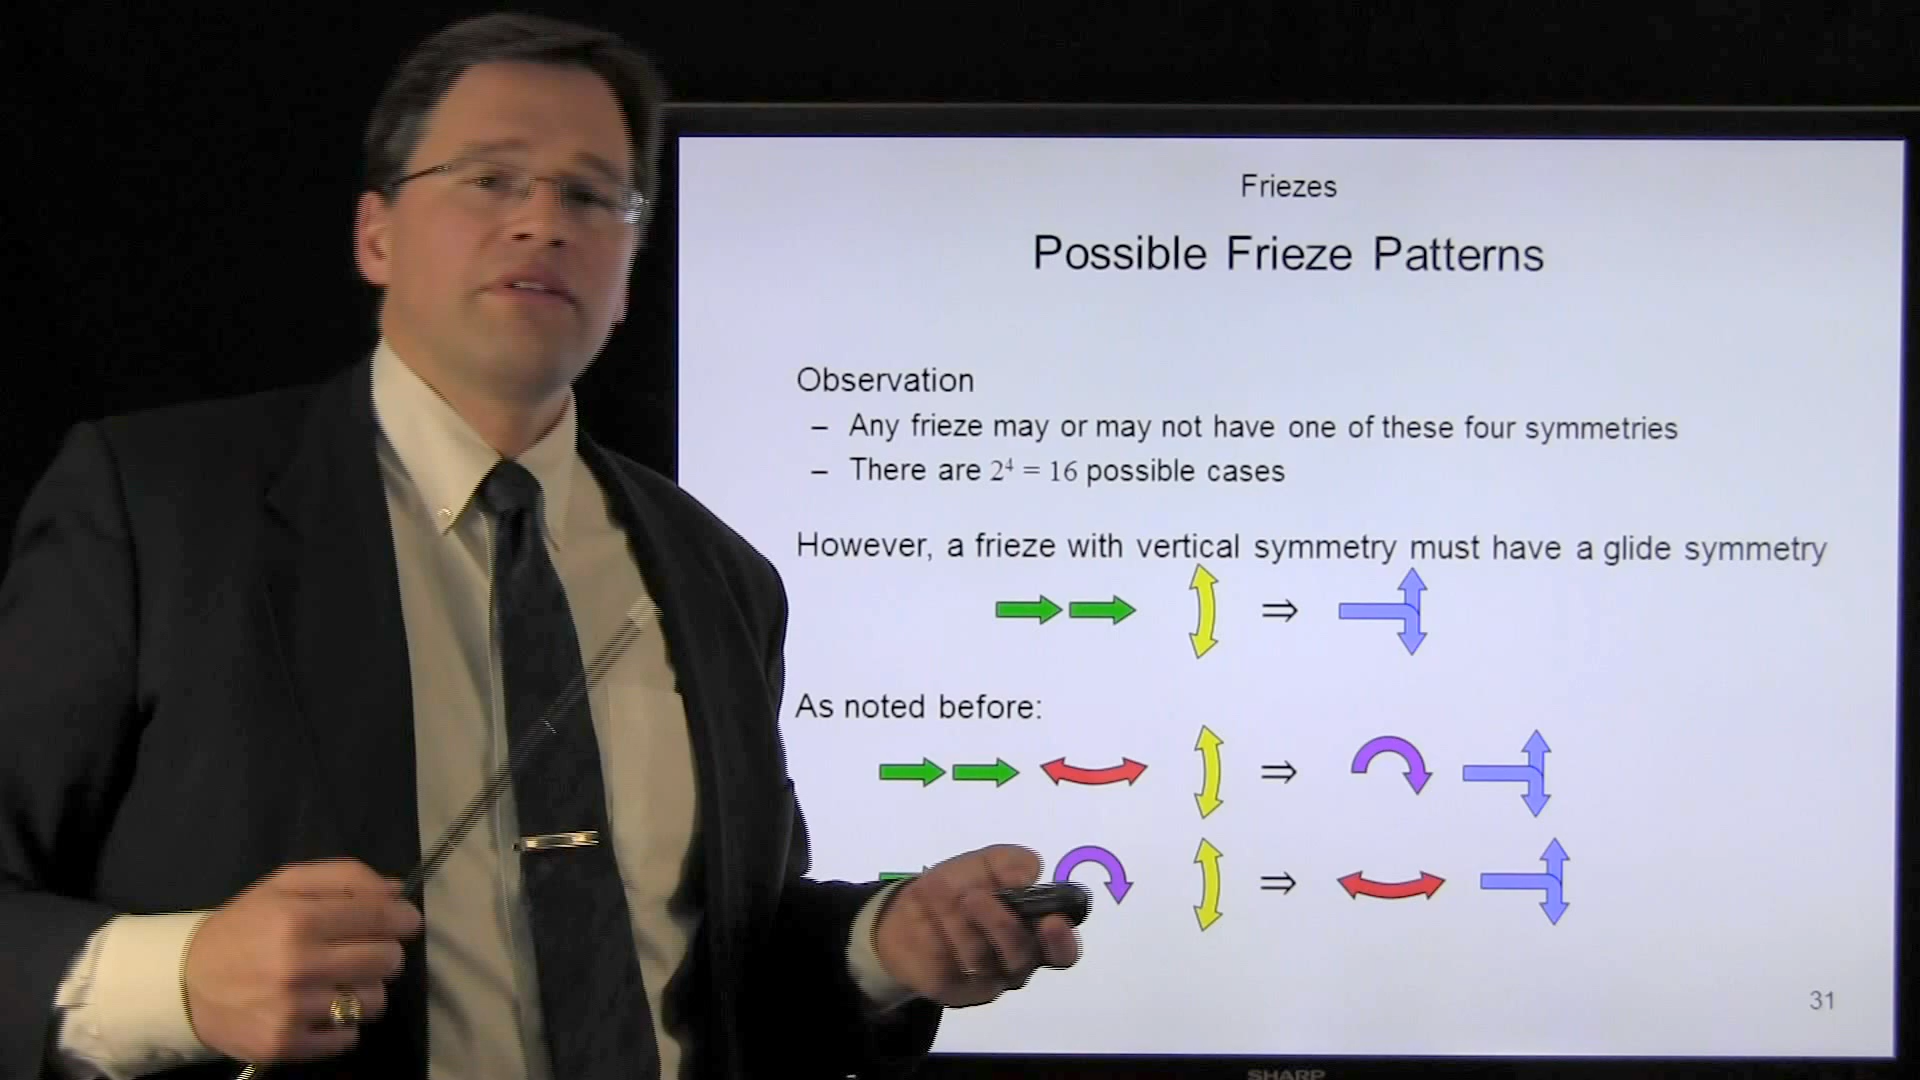 Friezes
Possible Frieze Patterns
Observation
– Any frieze may or may not have one of these four symmetries
– There are 2⁴ = 16 possible cases
However, a frieze with vertical symmetry must have a glide symmetry
⇒
As noted before:
⇒
⇒
31
SHARP